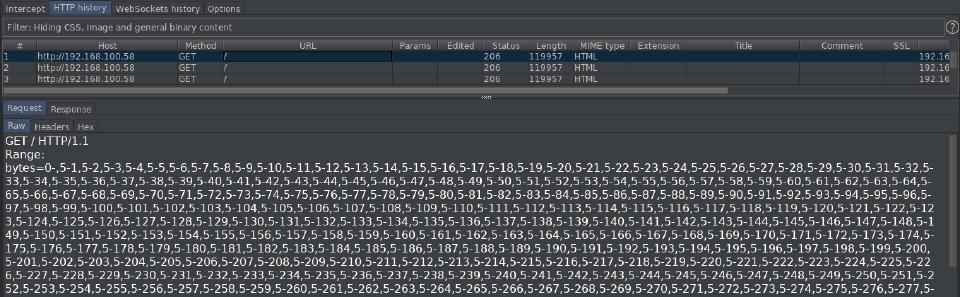 Intercept HTTP history WebSockets history Options
Filter: Hiding CSS, image and general binary content
# Host Method URL Params Edited Status Length MIME type Extension Title Comment SSL
1 http://192.168.100.58 GET / 206 119957 HTML 192.16
2 http://192.168.100.58 GET / 206 119957 HTML 192.16
3 http://192.168.100.58 GET / 206 119957 HTML 192.16
Request Response
Raw Headers Hex
GET / HTTP/1.1
Range:
bytes=0-,5-1,5-2,5-3,5-4,5-5,5-6,5-7,5-8,5-9,5-10,5-11,5-12,5-13,5-14,5-15,5-16,5-17,5-18,5-19,5-20,5-21,5-22,5-23,5-24,5-25,5-26,5-27,5-28,5-29,5-30,5-31,5-32,5-
33,5-34,5-35,5-36,5-37,5-38,5-39,5-40,5-41,5-42,5-43,5-44,5-45,5-46,5-47,5-48,5-49,5-50,5-51,5-52,5-53,5-54,5-55,5-56,5-57,5-58,5-59,5-60,5-61,5-62,5-63,5-64,
5-65,5-66,5-67,5-68,5-69,5-70,5-71,5-72,5-73,5-74,5-75,5-76,5-77,5-78,5-79,5-80,5-81,5-82,5-83,5-84,5-85,5-86,5-87,5-88,5-89,5-90,5-91,5-92,5-93,5-94,5-95,5-96,5-
97,5-98,5-99,5-100,5-101,5-102,5-103,5-104,5-105,5-106,5-107,5-108,5-109,5-110,5-111,5-112,5-113,5-114,5-115,5-116,5-117,5-118,5-119,5-120,5-121,5-122,5-12
3,5-124,5-125,5-126,5-127,5-128,5-129,5-130,5-131,5-132,5-133,5-134,5-135,5-136,5-137,5-138,5-139,5-140,5-141,5-142,5-143,5-144,5-145,5-146,5-147,5-148,5-1
49,5-150,5-151,5-152,5-153,5-154,5-155,5-156,5-157,5-158,5-159,5-160,5-161,5-162,5-163,5-164,5-165,5-166,5-167,5-168,5-169,5-170,5-171,5-172,5-173,5-174,5-
175,5-176,5-177,5-178,5-179,5-180,5-181,5-182,5-183,5-184,5-185,5-186,5-187,5-188,5-189,5-190,5-191,5-192,5-193,5-194,5-195,5-196,5-197,5-198,5-199,5-200,
5-201,5-202,5-203,5-204,5-205,5-206,5-207,5-208,5-209,5-210,5-211,5-212,5-213,5-214,5-215,5-216,5-217,5-218,5-219,5-220,5-221,5-222,5-223,5-224,5-225,5-22
6,5-227,5-228,5-229,5-230,5-231,5-232,5-233,5-234,5-235,5-236,5-237,5-238,5-239,5-240,5-241,5-242,5-243,5-244,5-245,5-246,5-247,5-248,5-249,5-250,5-251,5-2
52,5-253,5-254,5-255,5-256,5-257,5-258,5-259,5-260,5-261,5-262,5-263,5-264,5-265,5-266,5-267,5-268,5-269,5-270,5-271,5-272,5-273,5-274,5-275,5-276,5-277,5-